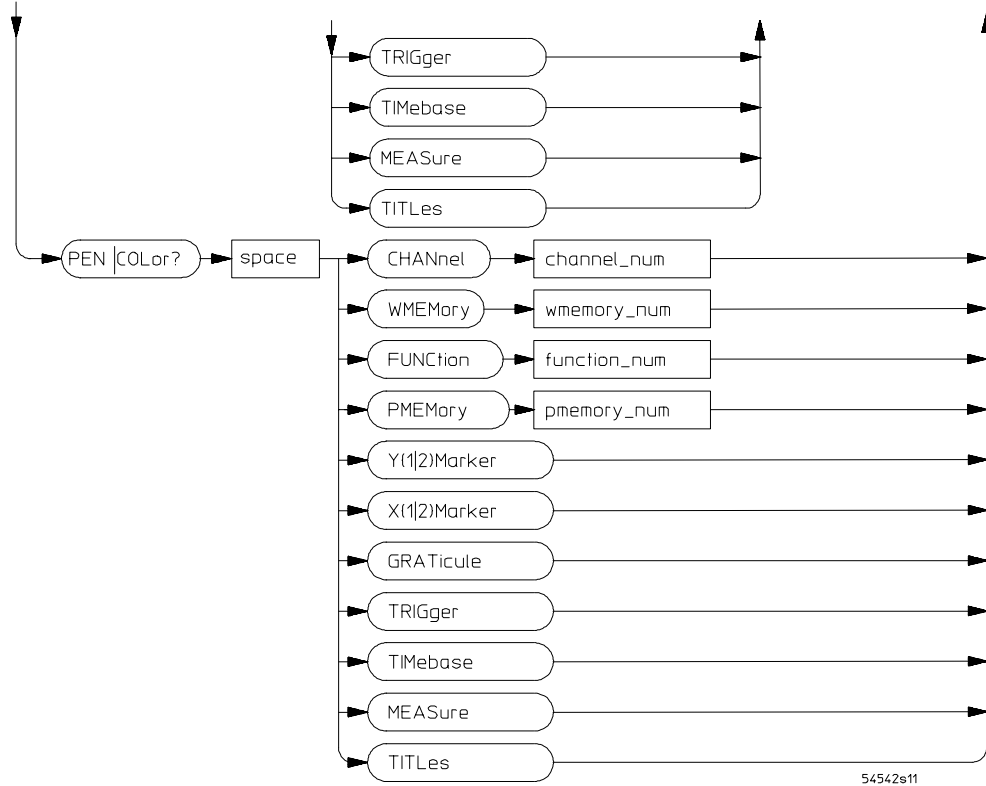 TRIGger
TIMebase
MEASure
TITLes
PEN |COLor? space CHANnel channel_num
WMEMory wmemory_num
FUNCtion function_num
PMEMory pmemory_num
Y(1|2)Marker
X(1|2)Marker
GRATicule
TRIGger
TIMebase
MEASure
TITLes
54542s11